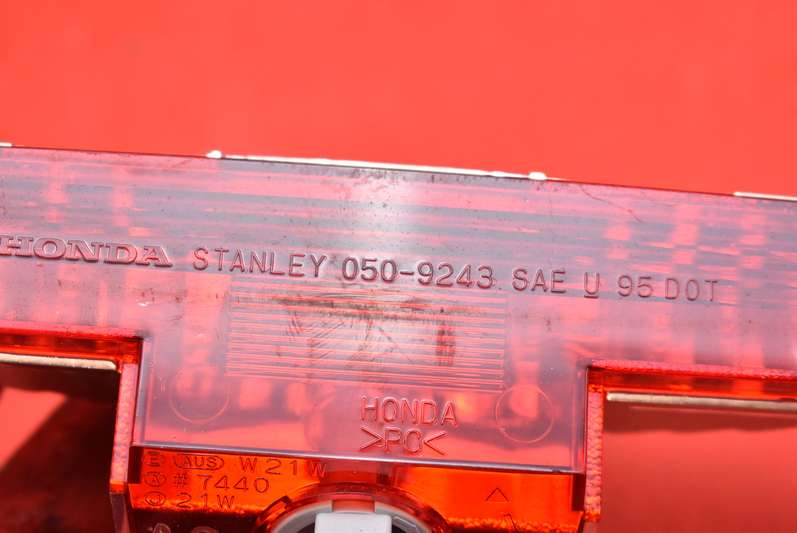 HONDA STANLEY 050-9243 SAE U 95 DOT
HONDA
>PC<
E AUS W21W
A #7440
J 21W